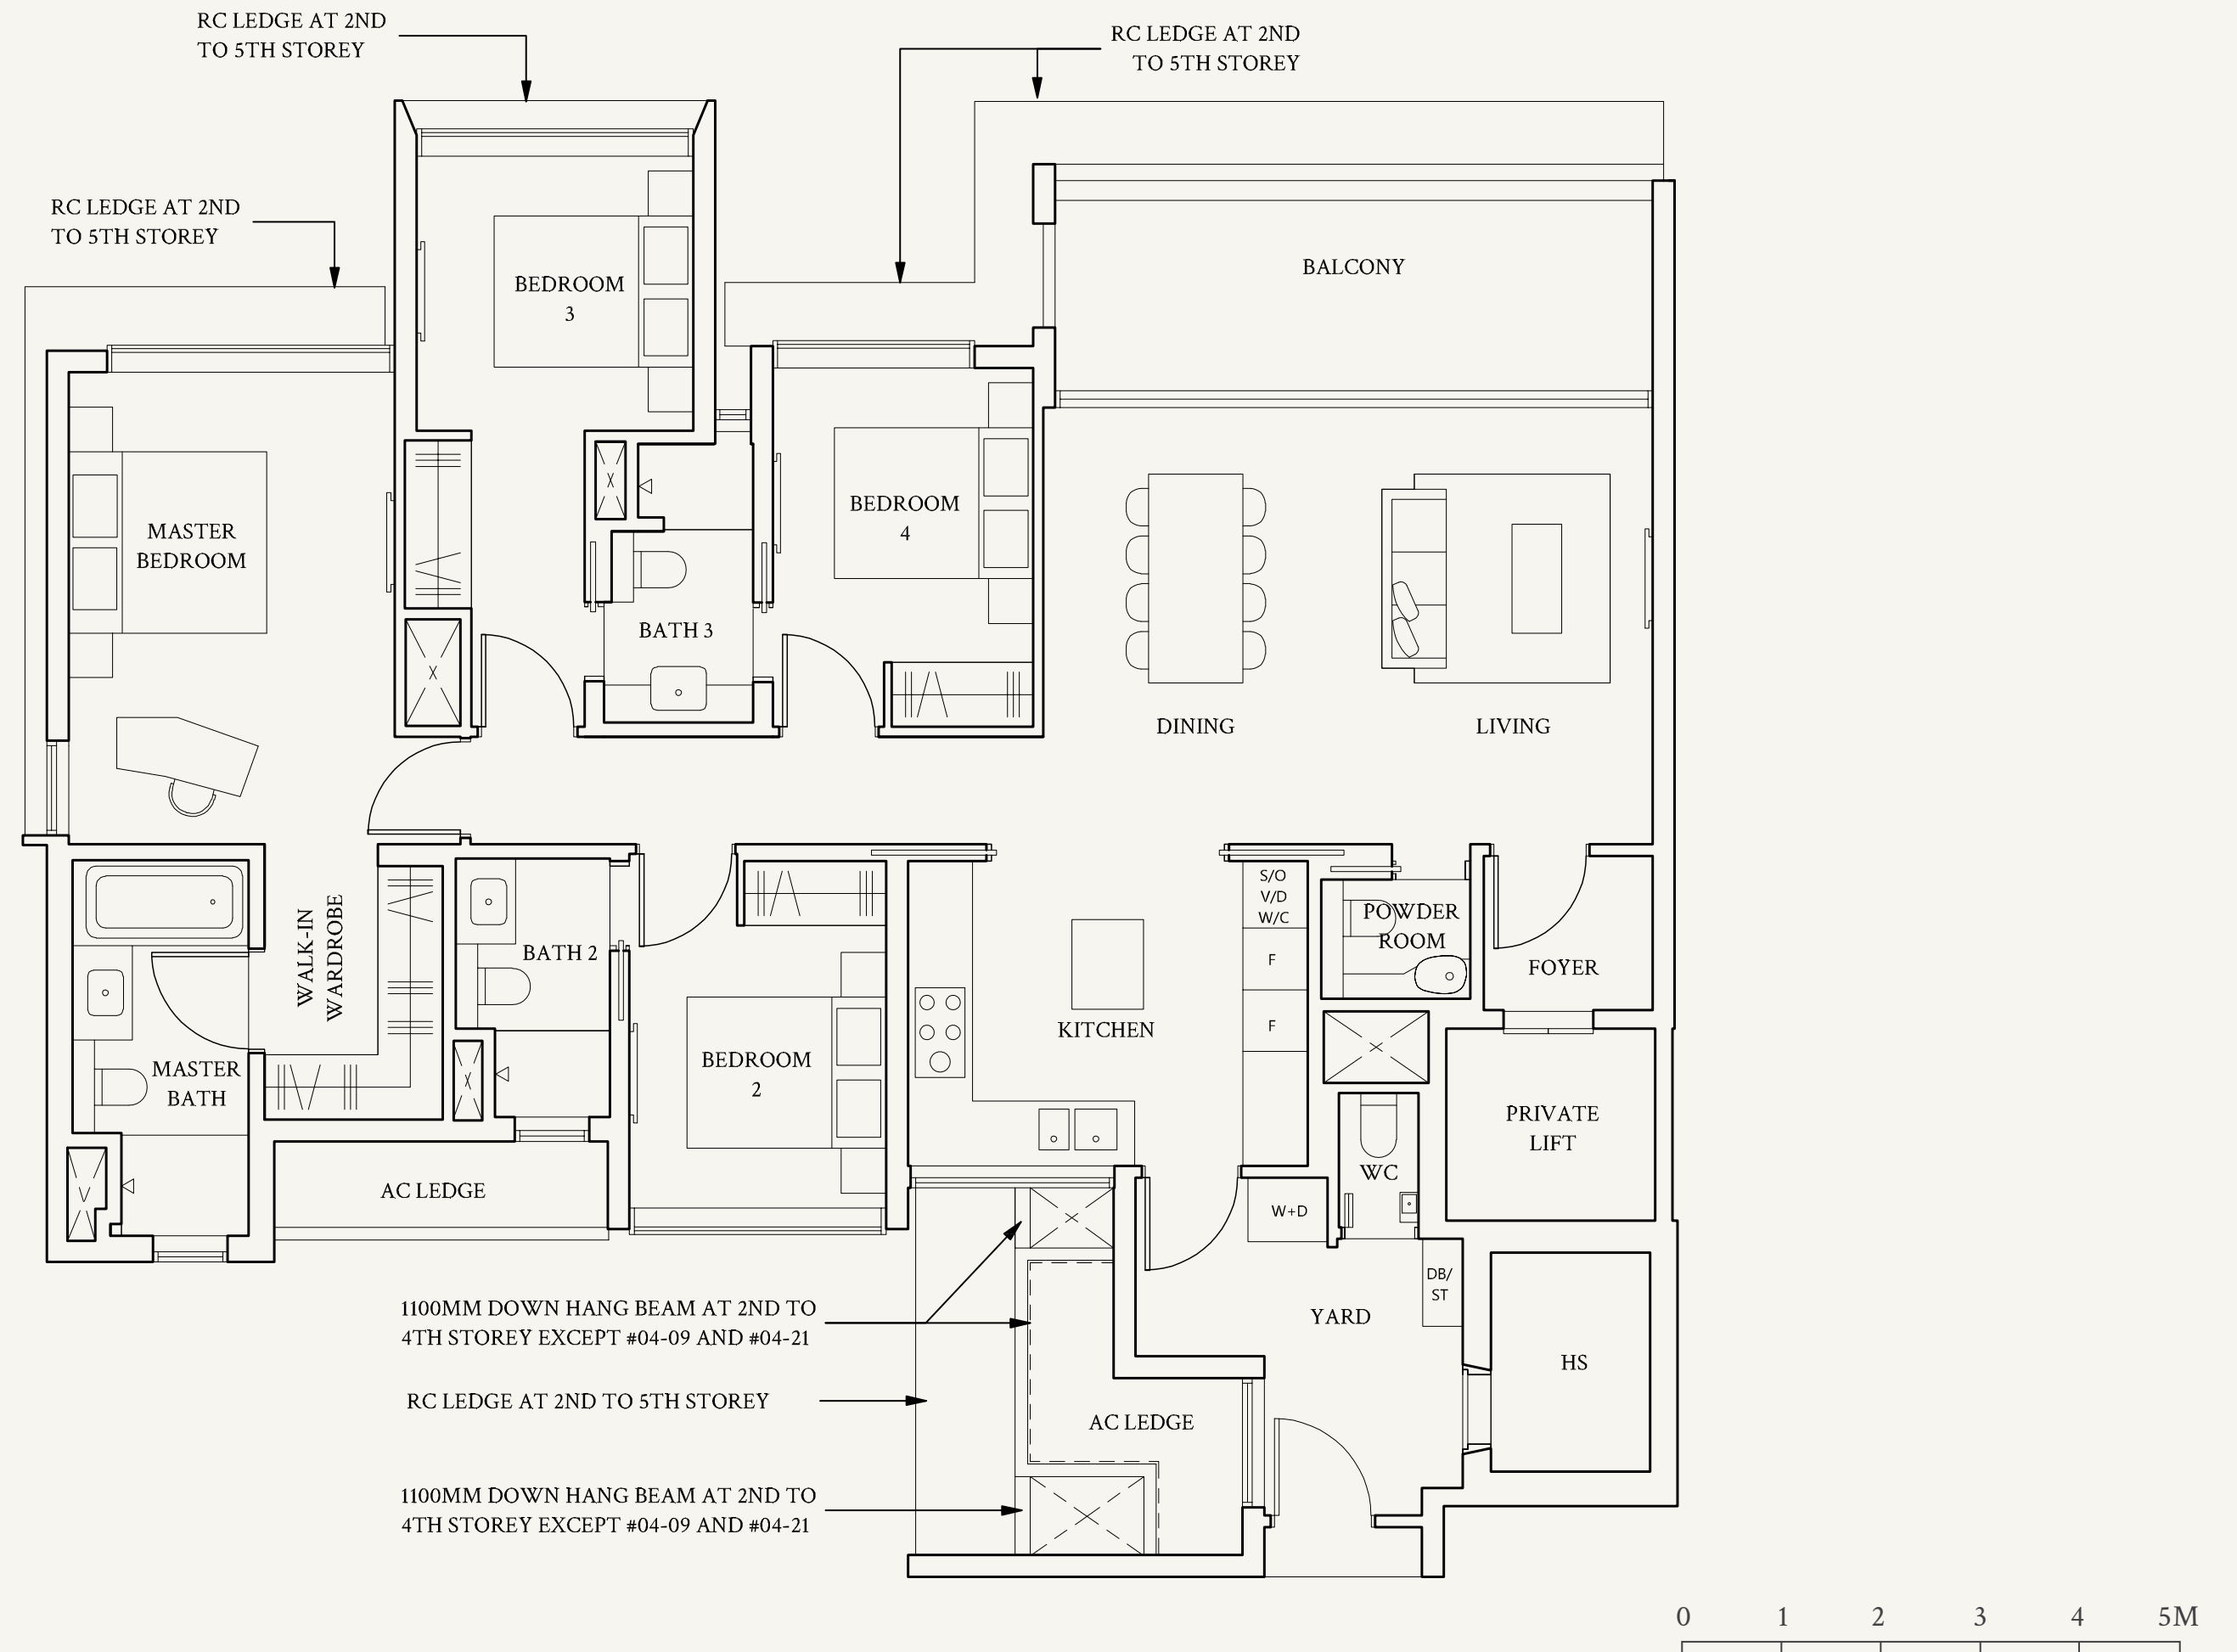 RC LEDGE AT 2ND
TO 5TH STOREY
RC LEDGE AT 2ND
TO 5TH STOREY
RC LEDGE AT 2ND
TO 5TH STOREY
BEDROOM
3
BALCONY
MASTER
BEDROOM
BEDROOM
4
BATH 3
DINING
LIVING
WALK-IN
WARDROBE
BATH 2
S/O
V/D
W/C
F
F
POWDER
ROOM
FOYER
KITCHEN
MASTER
BATH
BEDROOM
2
PRIVATE
LIFT
WC
AC LEDGE
W+D
DB/
ST
YARD
HS
1100MM DOWN HANG BEAM AT 2ND TO
4TH STOREY EXCEPT #04-09 AND #04-21
RC LEDGE AT 2ND TO 5TH STOREY
AC LEDGE
1100MM DOWN HANG BEAM AT 2ND TO
4TH STOREY EXCEPT #04-09 AND #04-21
0 1 2 3 4 5M